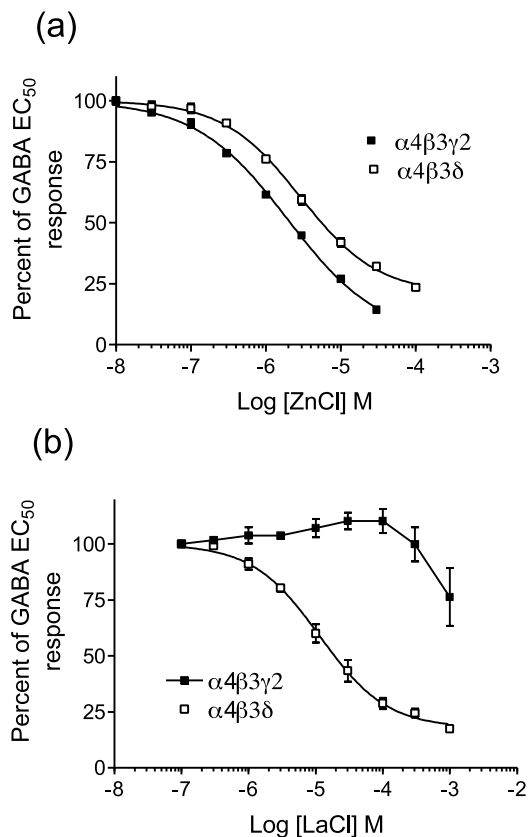 (a)
Percent of GABA EC50
response
100
75
50
25
0
α4β3γ2
α4β3δ
-8 -7 -6 -5 -4 -3
Log [ZnCl] M
(b)
Percent of GABA EC50
response
100
75
50
25
0
α4β3γ2
α4β3δ
-8 -7 -6 -5 -4 -3 -2
Log [LaCl] M